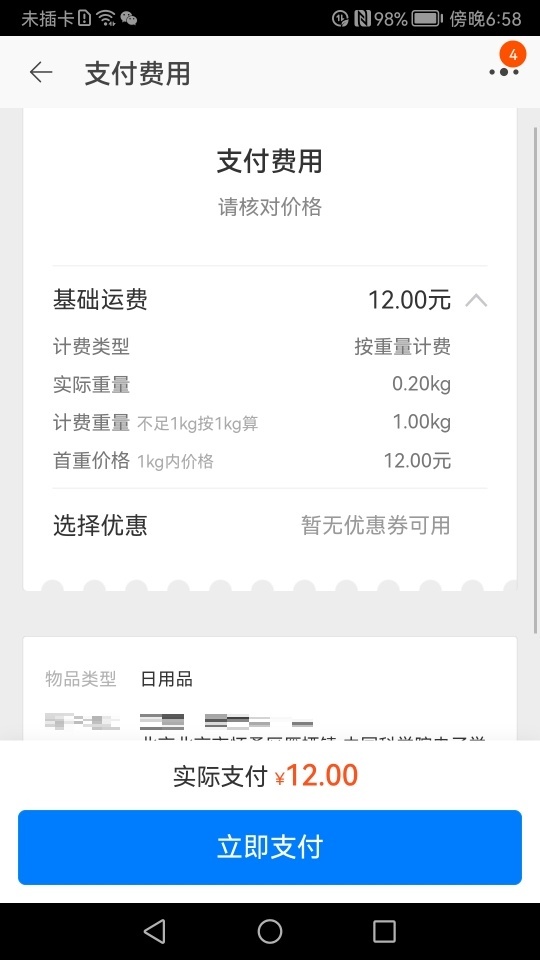 未插卡 98% 傍晚6:58
支付费用
4
支付费用
请核对价格
基础运费 12.00元
计费类型 按重量计费
实际重量 0.20kg
计费重量 不足1kg按1kg算 1.00kg
首重价格 1kg内价格 12.00元
选择优惠 暂无优惠券可用
物品类型 日用品
实际支付 ¥12.00
立即支付